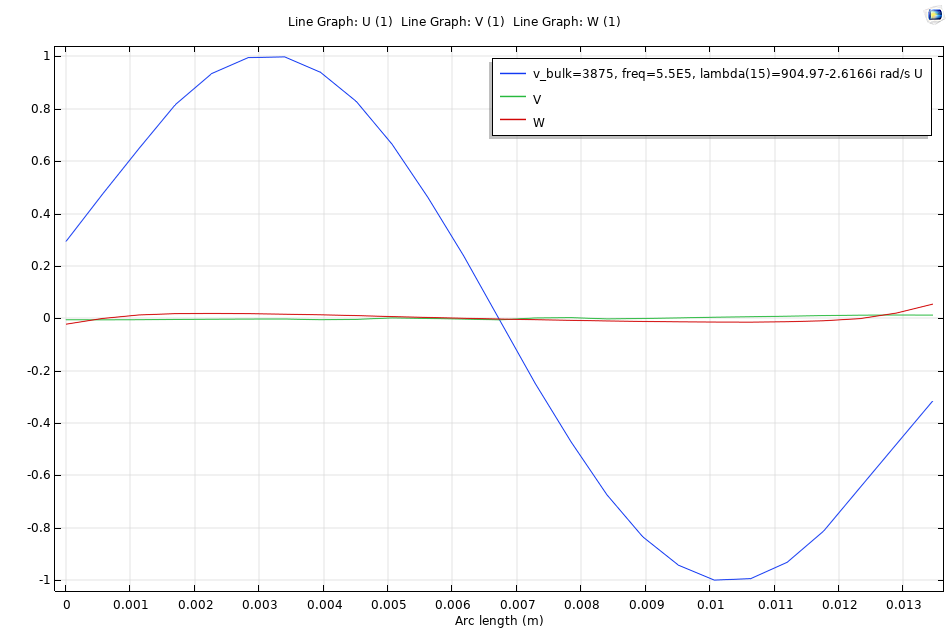 Line Graph: U (1)  Line Graph: V (1)  Line Graph: W (1)
v_bulk=3875, freq=5.5E5, lambda(15)=904.97-2.6166i rad/s U
V
W
1
0.8
0.6
0.4
0.2
0
-0.2
-0.4
-0.6
-0.8
-1
0 0.001 0.002 0.003 0.004 0.005 0.006 0.007 0.008 0.009 0.01 0.011 0.012 0.013
Arc length (m)